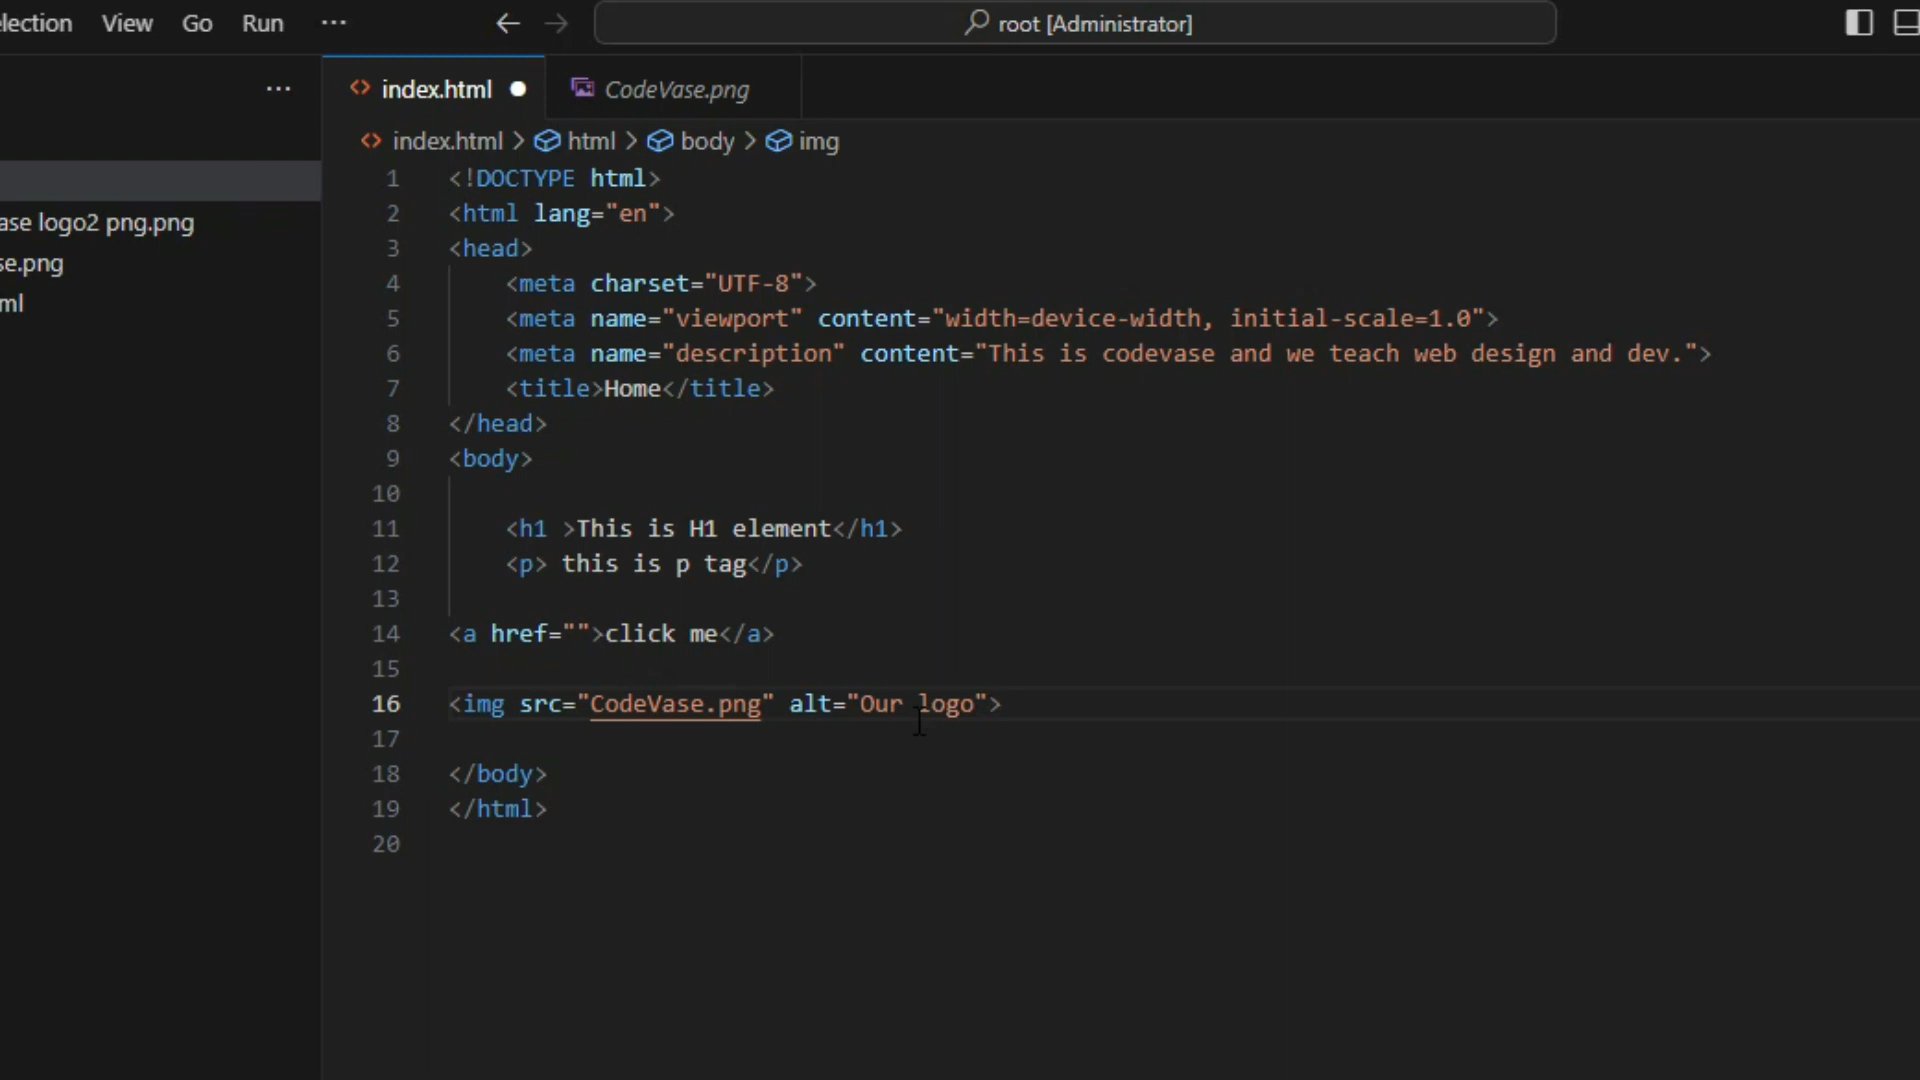 election View Go Run ...
root [Administrator]
...
index.html
CodeVase.png
index.html > html > body > img
ase logo2 png.png
se.png
ml
1 <!DOCTYPE html>
2 <html lang="en">
3 <head>
4 <meta charset="UTF-8">
5 <meta name="viewport" content="width=device-width, initial-scale=1.0">
6 <meta name="description" content="This is codevase and we teach web design and dev.">
7 <title>Home</title>
8 </head>
9 <body>
10
11 <h1 >This is H1 element</h1>
12 <p> this is p tag</p>
13
14 <a href="">click me</a>
15
16 <img src="CodeVase.png" alt="Our logo">
17
18 </body>
19 </html>
20